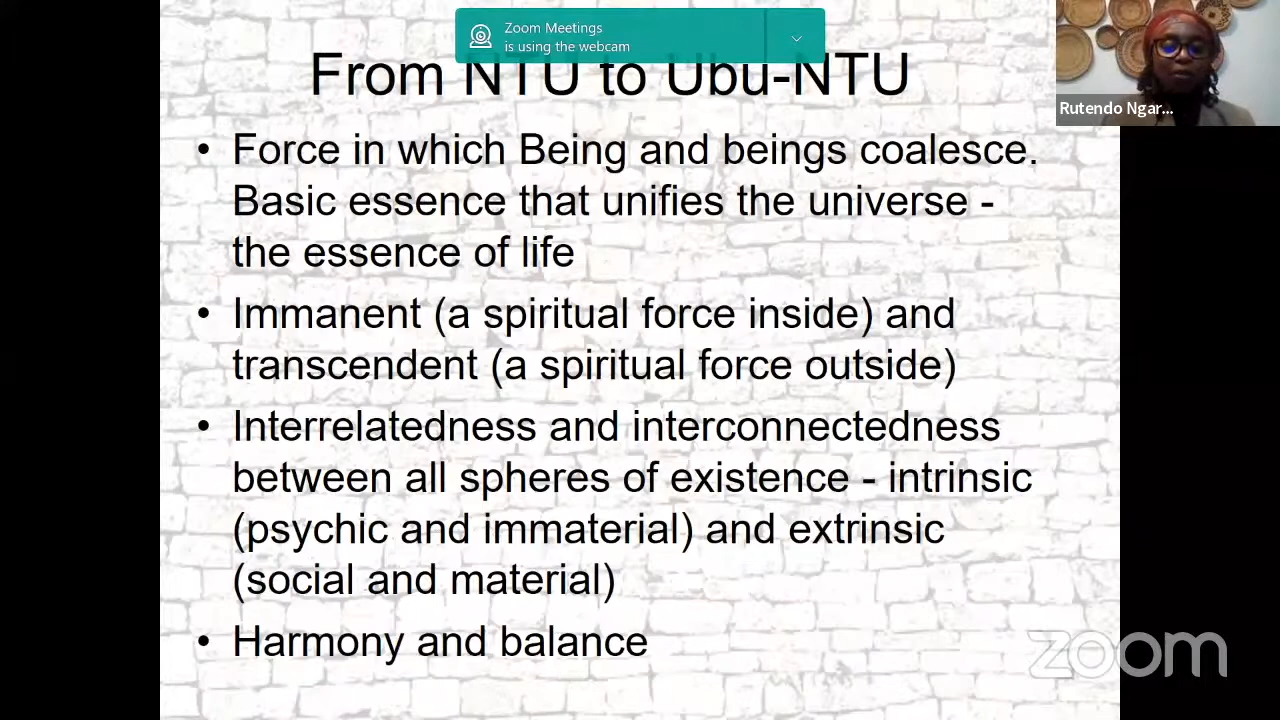 Zoom Meetings
is using the webcam
From NTU to Ubu-NTU
Rutendo Ngar...
• Force in which Being and beings coalesce.
Basic essence that unifies the universe -
the essence of life
• Immanent (a spiritual force inside) and
transcendent (a spiritual force outside)
• Interrelatedness and interconnectedness
between all spheres of existence - intrinsic
(psychic and immaterial) and extrinsic
(social and material)
• Harmony and balance
zoom